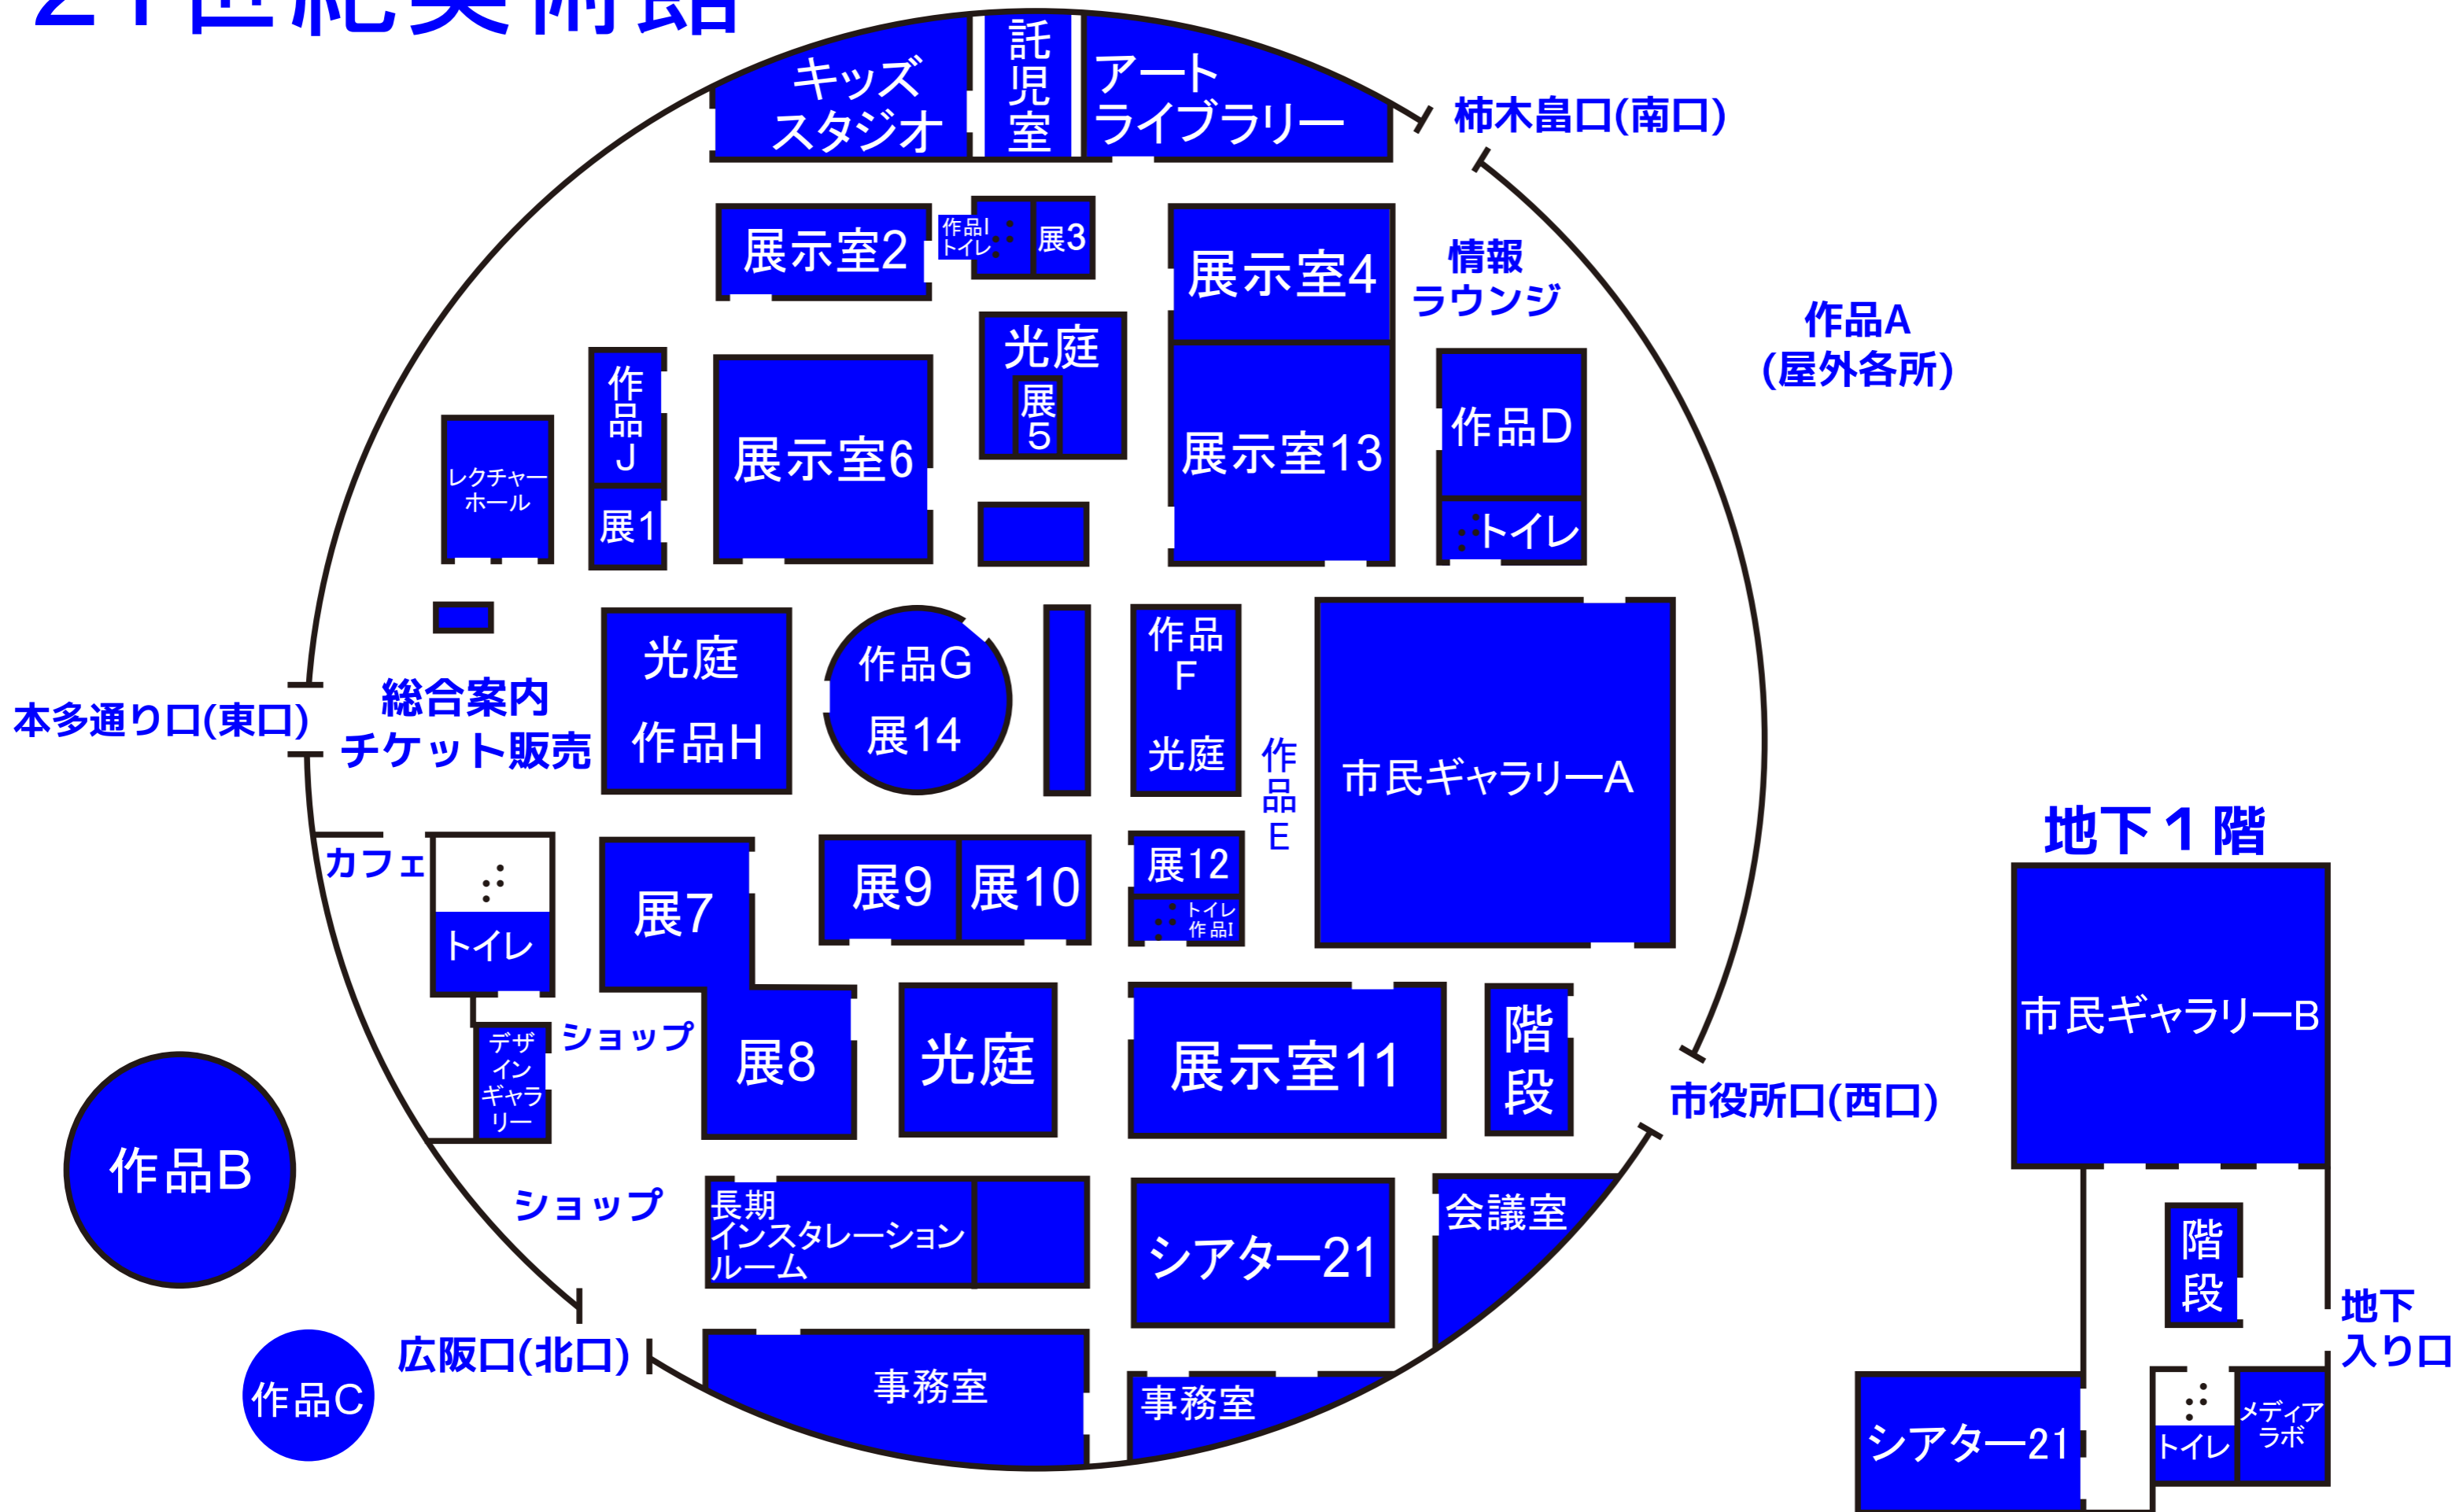 21世紀美術館
キッズ
スタジオ
託児室
アート
ライブラリー
柿木畠口(南口)
展示室2
作品I
トイレ
展3
展示室4
情報
ラウンジ
作品A
(屋外各所)
光庭
展5
作品J
展1
展示室6
展示室13
作品D
トイレ
レクチャー
ホール
本多通り口(東口)
総合案内
チケット販売
光庭
作品H
作品G
展14
作品
F
光庭
作品E
市民ギャラリーA
カフェ
トイレ
展7
展9
展10
展12
トイレ
作品I
デザ
イン
ギャラ
リー
ショップ
展8
光庭
展示室11
階段
市役所口(西口)
作品B
ショップ
長期
インスタレーション
ルーム
シアター21
会議室
広阪口(北口)
作品C
事務室
事務室
地下1階
市民ギャラリーB
階段
地下
入り口
シアター21
トイレ
メディア
ラボ